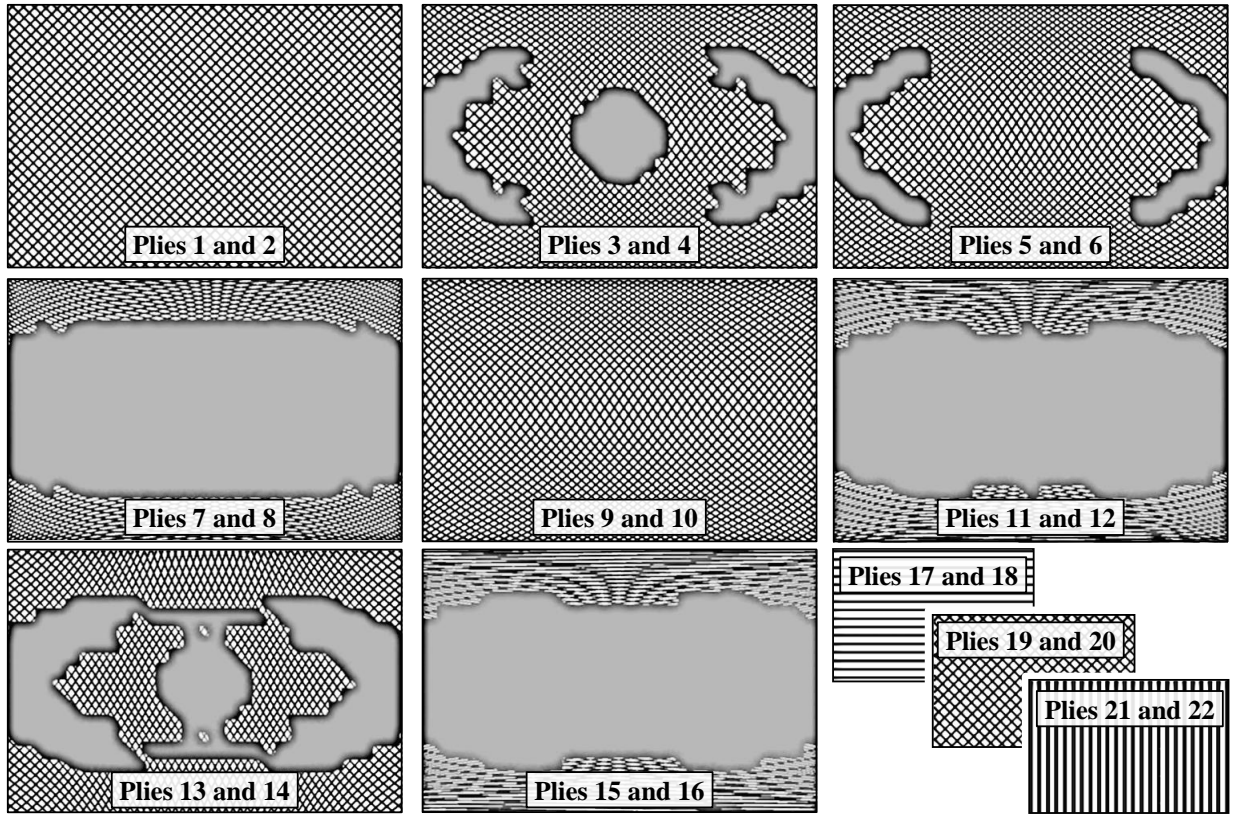 Plies 1 and 2
Plies 3 and 4
Plies 5 and 6
Plies 7 and 8
Plies 9 and 10
Plies 11 and 12
Plies 13 and 14
Plies 15 and 16
Plies 17 and 18
Plies 19 and 20
Plies 21 and 22